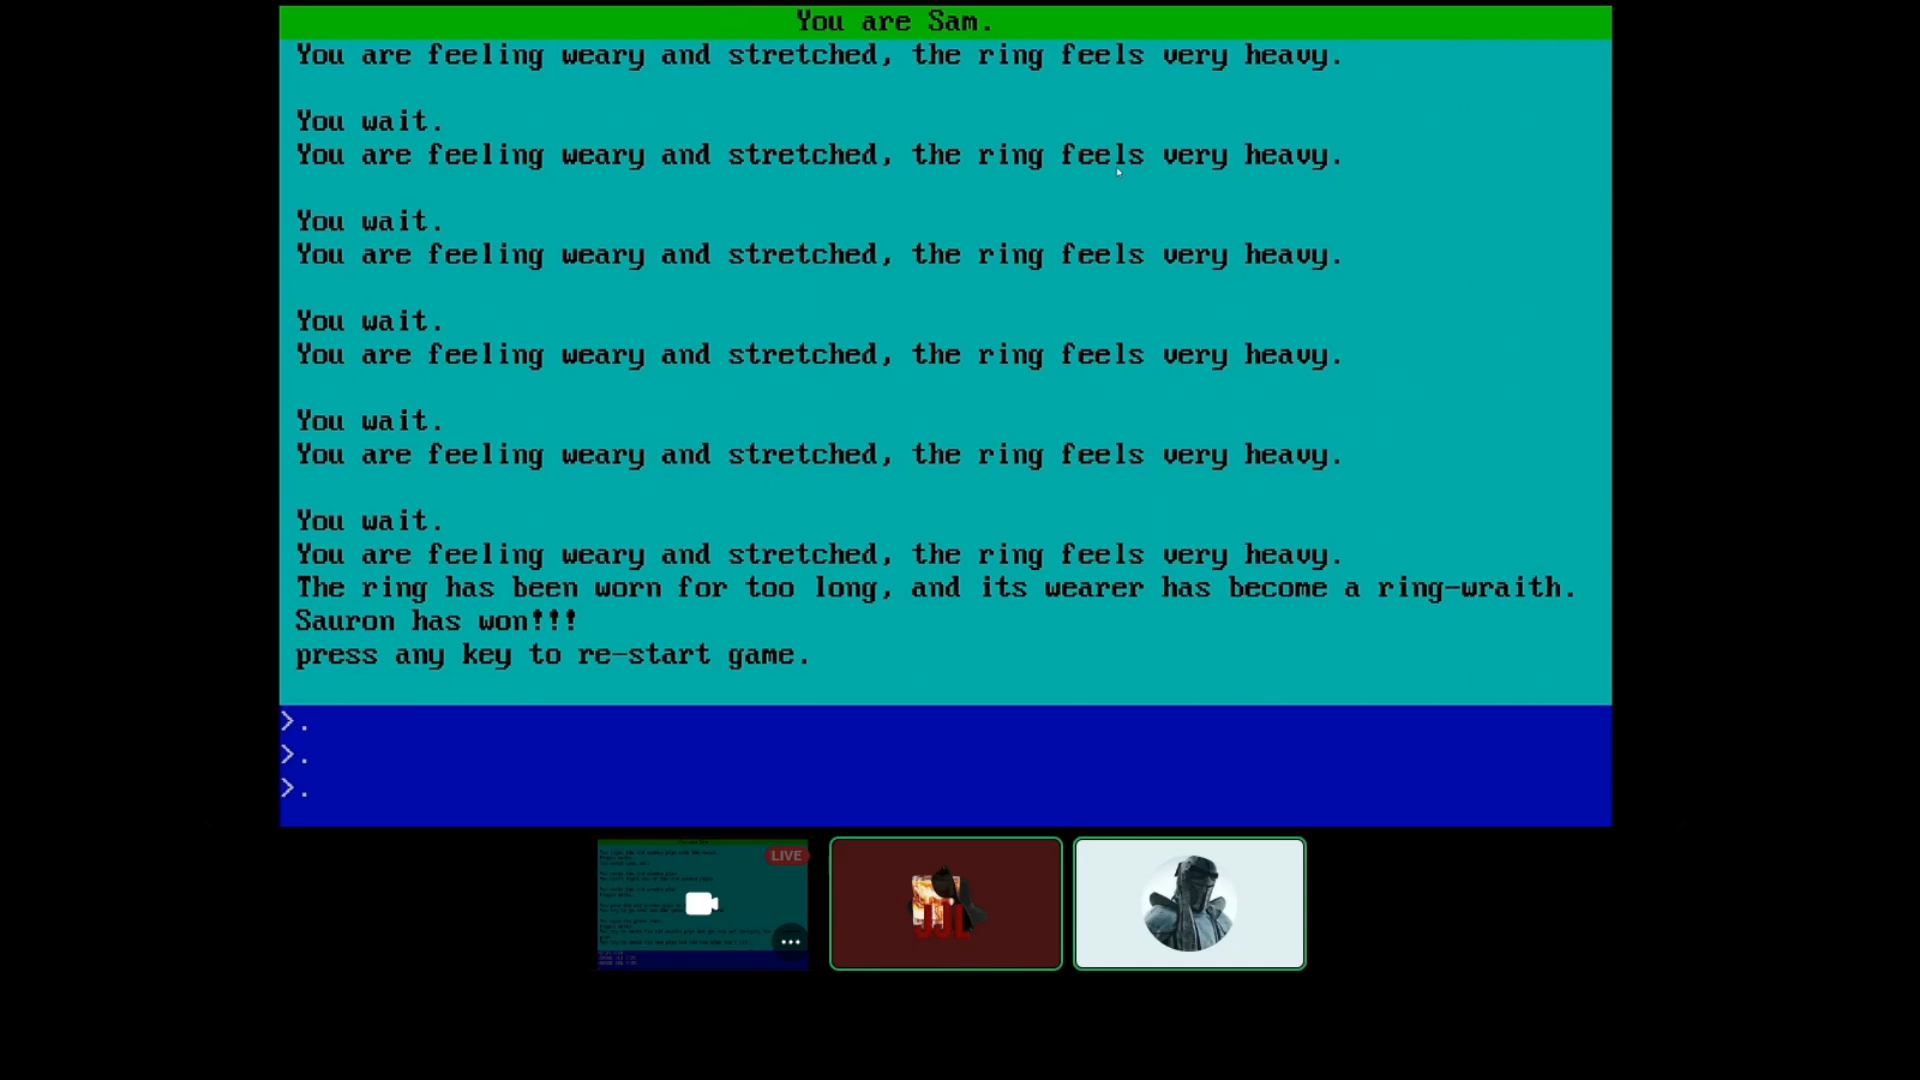 You are Sam.
You are feeling weary and stretched, the ring feels very heavy.
You wait.
You are feeling weary and stretched, the ring feels very heavy.
You wait.
You are feeling weary and stretched, the ring feels very heavy.
You wait.
You are feeling weary and stretched, the ring feels very heavy.
You wait.
You are feeling weary and stretched, the ring feels very heavy.
You wait.
You are feeling weary and stretched, the ring feels very heavy.
The ring has been worn for too long, and its wearer has become a ring-wraith.
Sauron has won!!!
press any key to re-start game.
>.
>.
>.
LIVE
JJL